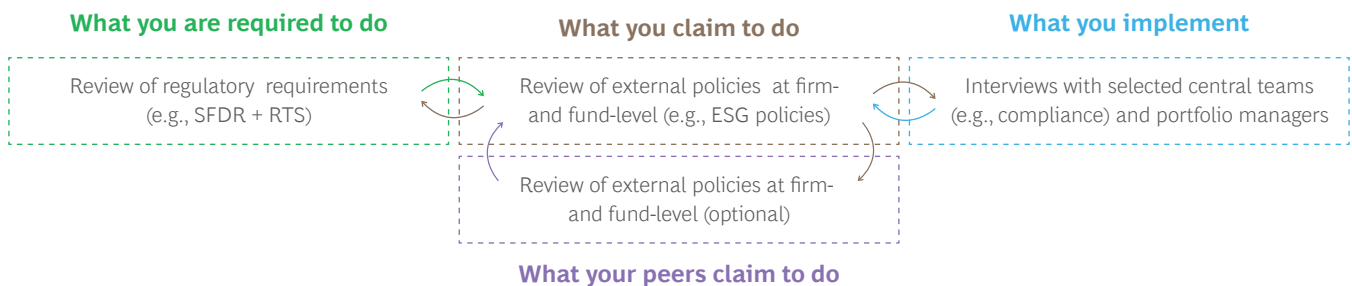 What you are required to do
What you claim to do
What you implement
Review of regulatory requirements
(e.g., SFDR + RTS)
Review of external policies at firm-
and fund-level (e.g., ESG policies)
Interviews with selected central teams
(e.g., compliance) and portfolio managers
Review of external policies at firm-
and fund-level (optional)
What your peers claim to do